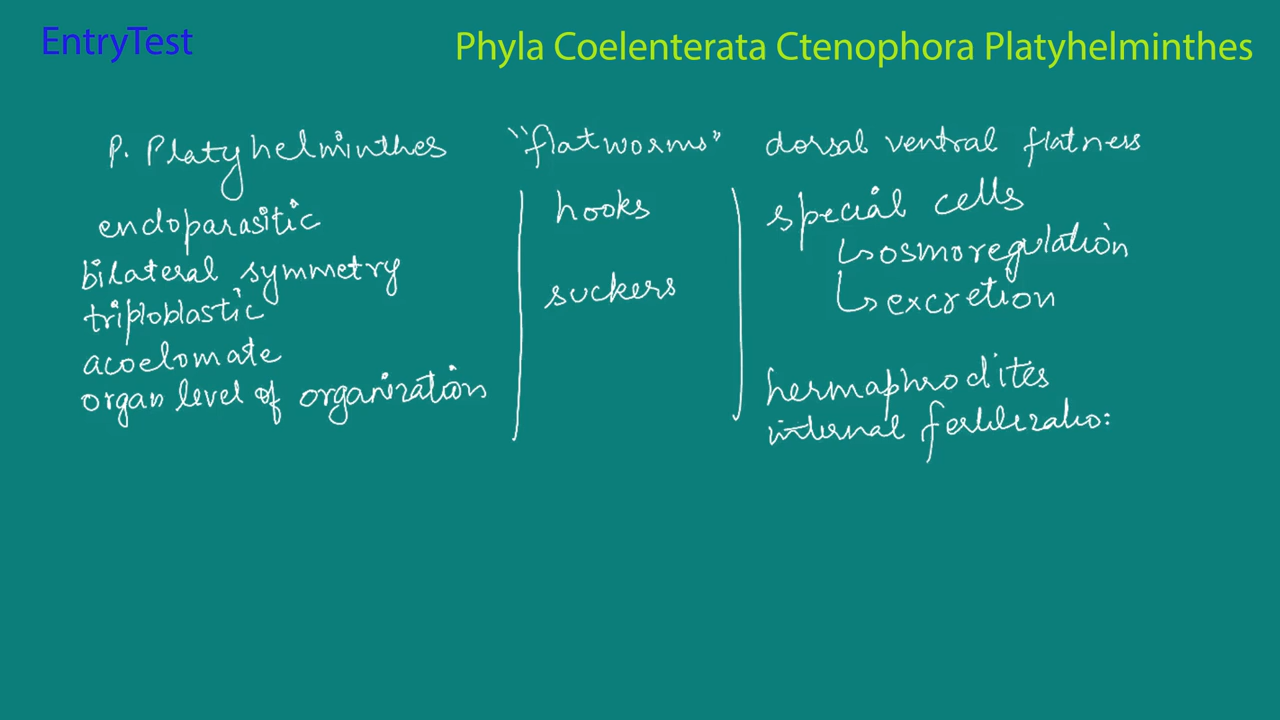 EntryTest
Phyla Coelenterata Ctenophora Platyhelminthes
P. Platyhelminthes "flatworms" dorsal ventral flatness
endoparasitic
bilateral symmetry
triploblastic
acoelomate
organ level of organization
hooks
suckers
special cells
↳osmoregulation
↳excretion
hermaphrodites
internal fertilizatio: